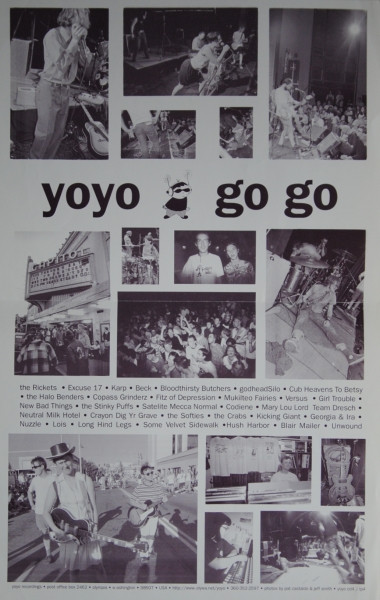 yoyo go go
the Rickets • Excuse 17 • Karp • Beck • Bloodthirsty Butchers • godheadSilo • Cub Heavens To Betsy
• the Halo Benders • Copass Grinderz • Fitz of Depression • Mukilteo Faines • Versus • Girl Trouble •
New Bad Things • the Stinky Puffs • Satelite Mecca Normal • Codiene • Mary Lou Lord Team Dresch •
Neutral Milk Hotel • Crayon Dig Yr Grave • the Softies • the Crabs • Kicking Giant • Georgia & Ira •
Nuzzle • Lois • Long Hind Legs • Some Velvet Sidewalk •Hush Harbor • Blair Mailer • Unwound